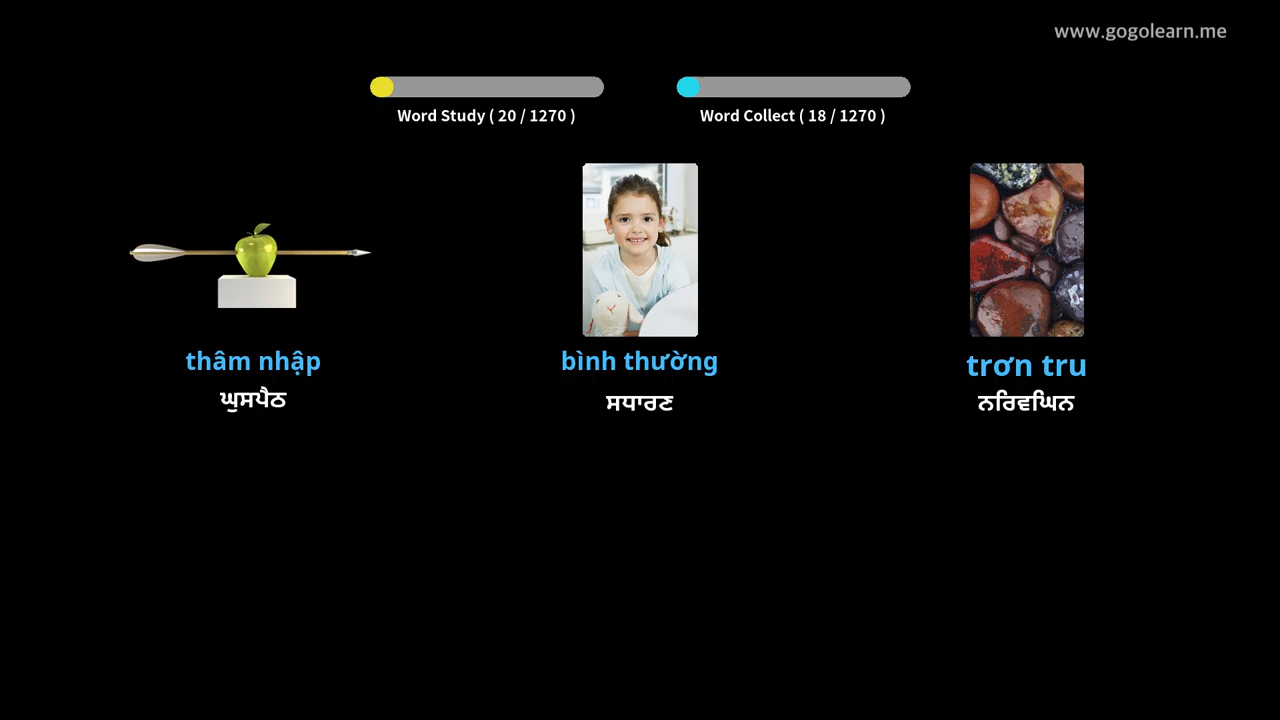 www.gogolearn.me
Word Study ( 20 / 1270 )
Word Collect ( 18 / 1270 )
thâm nhập
ਘੁਸਪੈਠ
bình thường
ਸਧਾਰਣ
trơn tru
ਨਰਿਵਘਿਨ